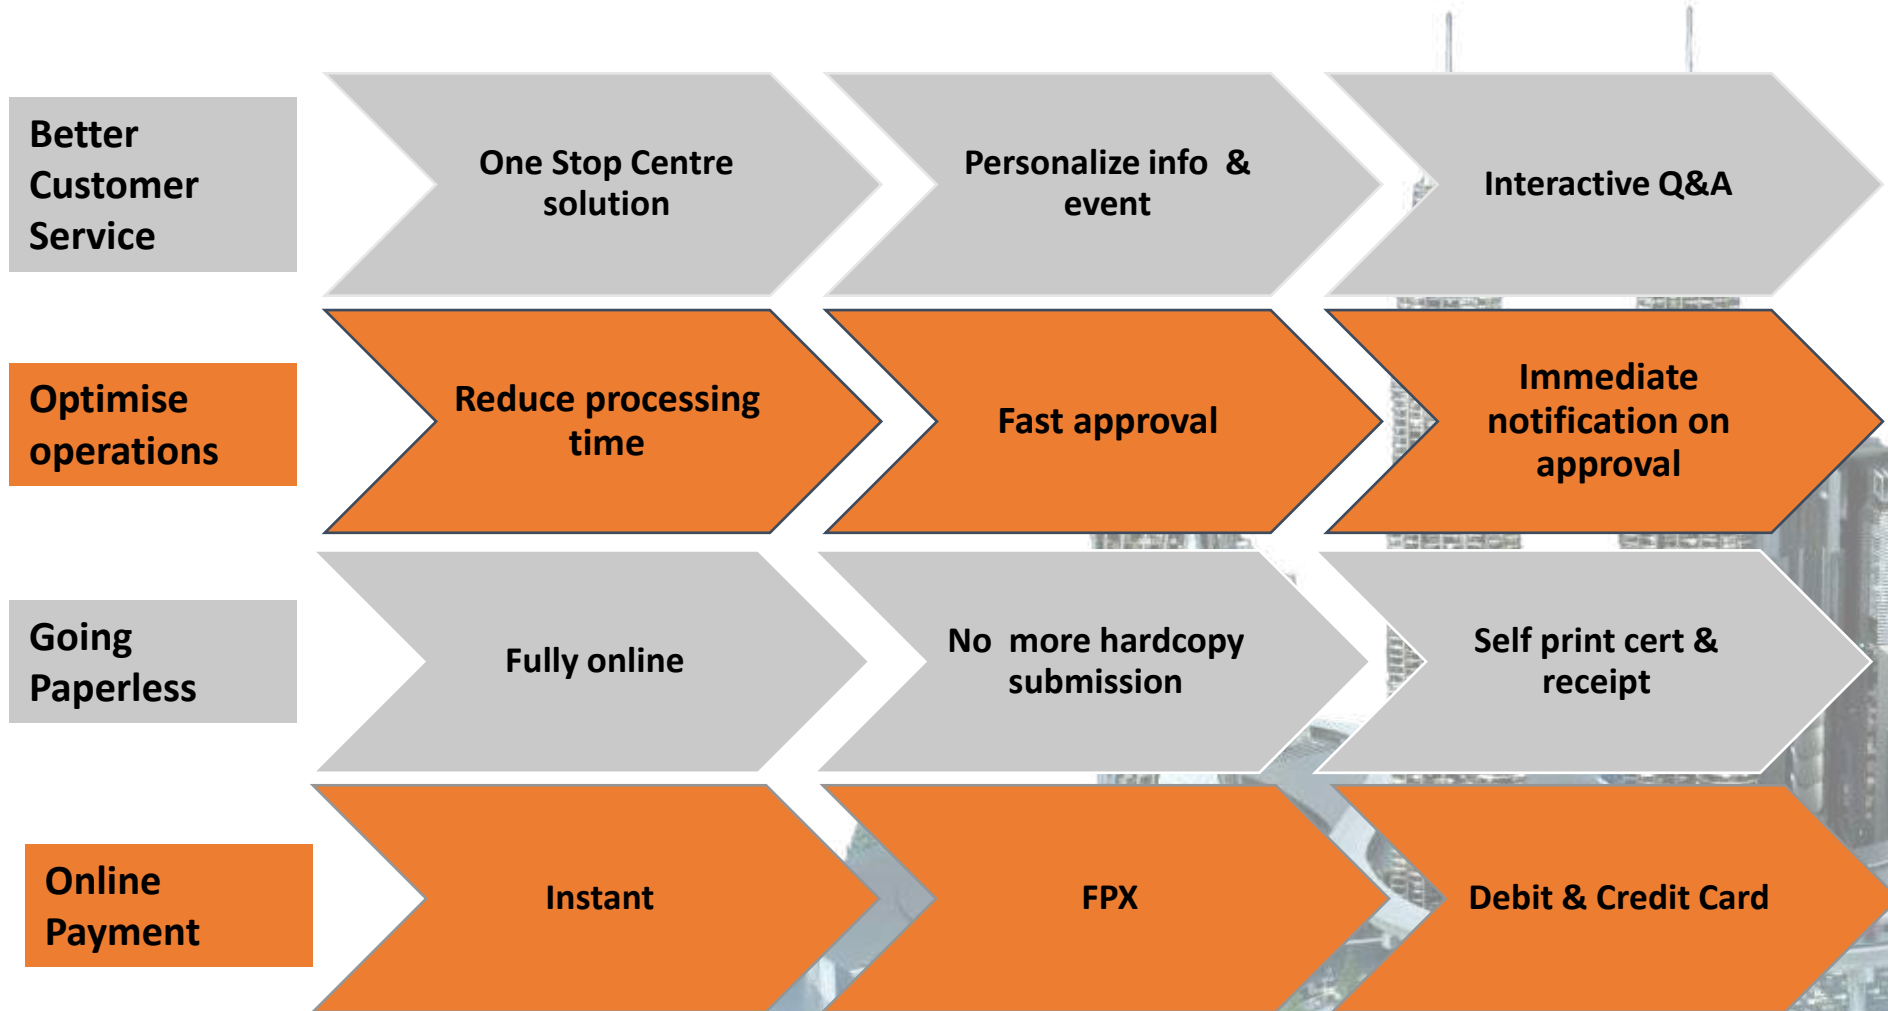 Better
Customer
Service
One Stop Centre
solution
Personalize info & 
event
Interactive Q&A
Optimise
operations
Reduce processing
time
Fast approval
Immediate
notification on
approval
Going
Paperless
Fully online
No more hardcopy
submission
Self print cert &
receipt
Online
Payment
Instant
FPX
Debit & Credit Card